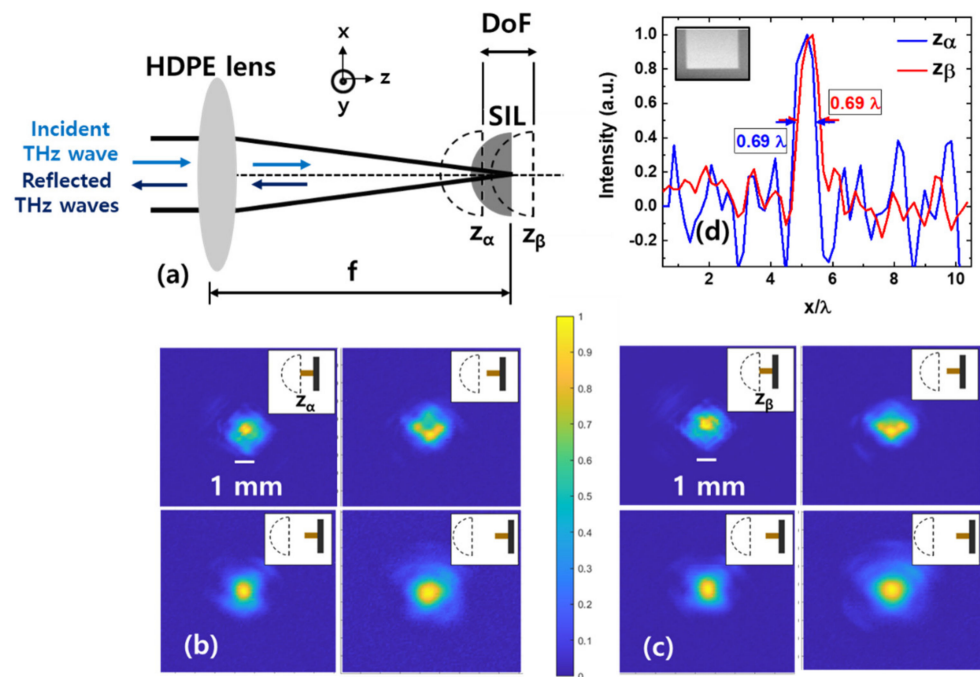 DoF
x
z
y
HDPE lens
SIL
Incident
THz wave
Reflected
THz waves
zα
zβ
(a)
f
Intensity (a.u.)
1.0
0.8
0.6
0.4
0.2
0.0
-0.2
zα
zβ
0.69 λ
0.69 λ
(d)
2
4
6
8
10
x/λ
zα
1 mm
(b)
1
0.9
0.8
0.7
0.6
0.5
0.4
0.3
0.2
0.1
0
zβ
1 mm
(c)